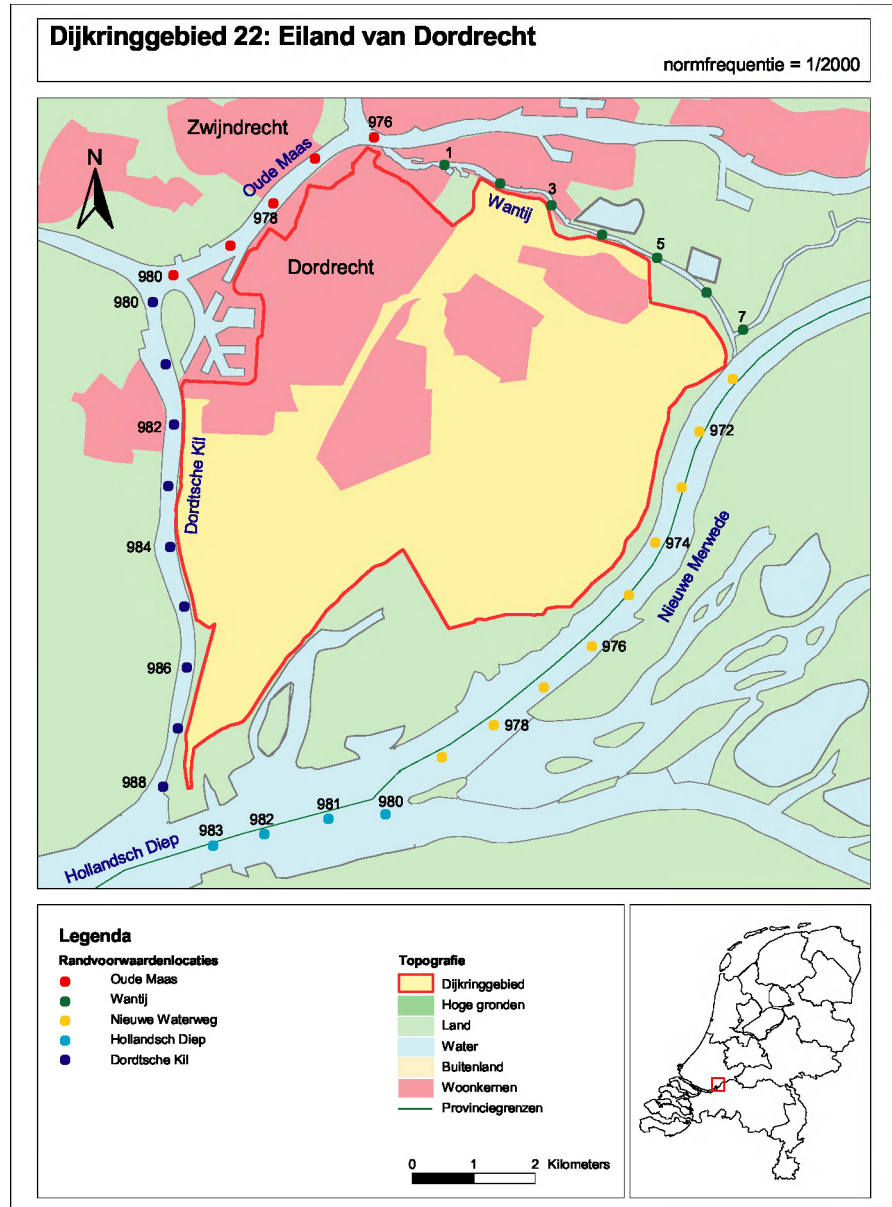 Dijkringgebied 22: Eiland van Dordrecht
normfrequentie = 1/2000
Zwijndrecht
976
N
Oude Maas
1
978
Wantij
3
Dordrecht
5
980
980
7
982
972
Dordtsche Kil
984
974
Nieuwe Merwede
986
976
978
988
980
981
982
983
Hollandsch Diep
Legenda
Randvoorwaardenlocaties
Oude Maas
Wantij
Nieuwe Waterweg
Hollandsch Diep
Dordtsche Kil
Topografie
Dijkringgebied
Hoge gronden
Land
Water
Buitenland
Woonkernen
Provinciegrenzen
0 1 2 Kilometers